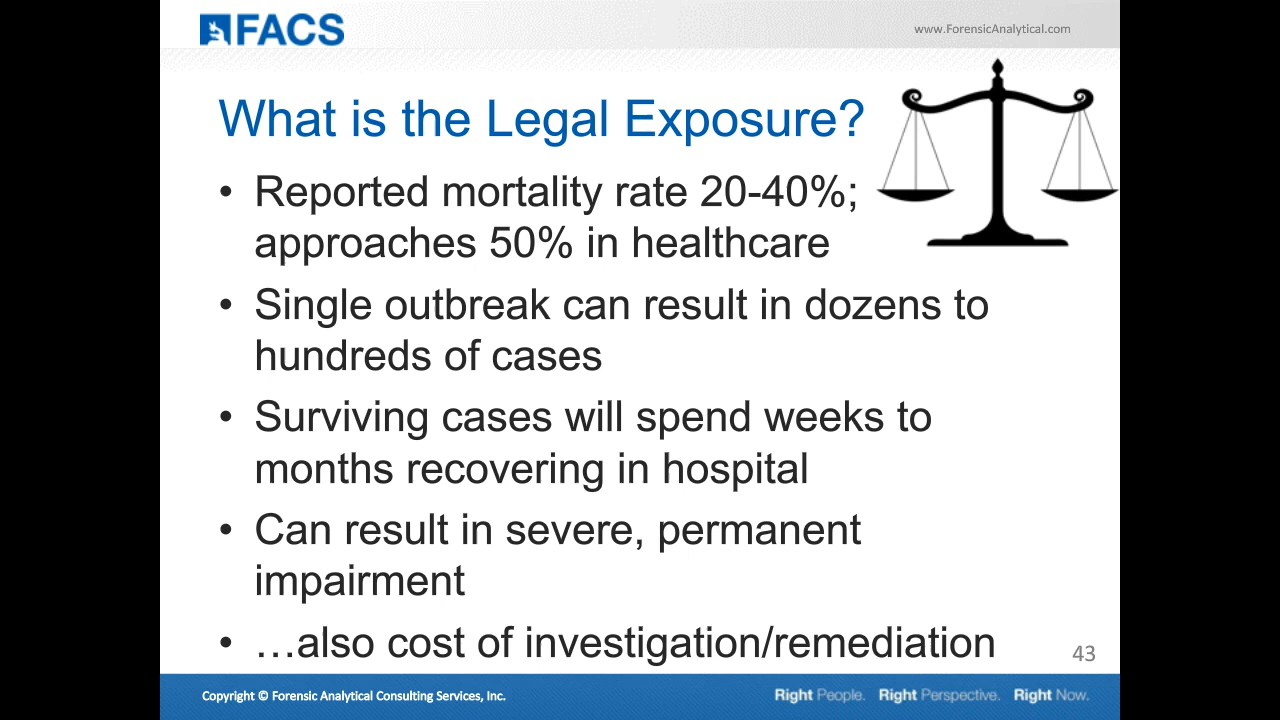 FACS
www.ForensicAnalytical.com
What is the Legal Exposure?
• Reported mortality rate 20-40%;
approaches 50% in healthcare
• Single outbreak can result in dozens to
hundreds of cases
• Surviving cases will spend weeks to
months recovering in hospital
• Can result in severe, permanent
impairment
• …also cost of investigation/remediation
43
Copyright © Forensic Analytical Consulting Services, Inc.
Right People. Right Perspective. Right Now.